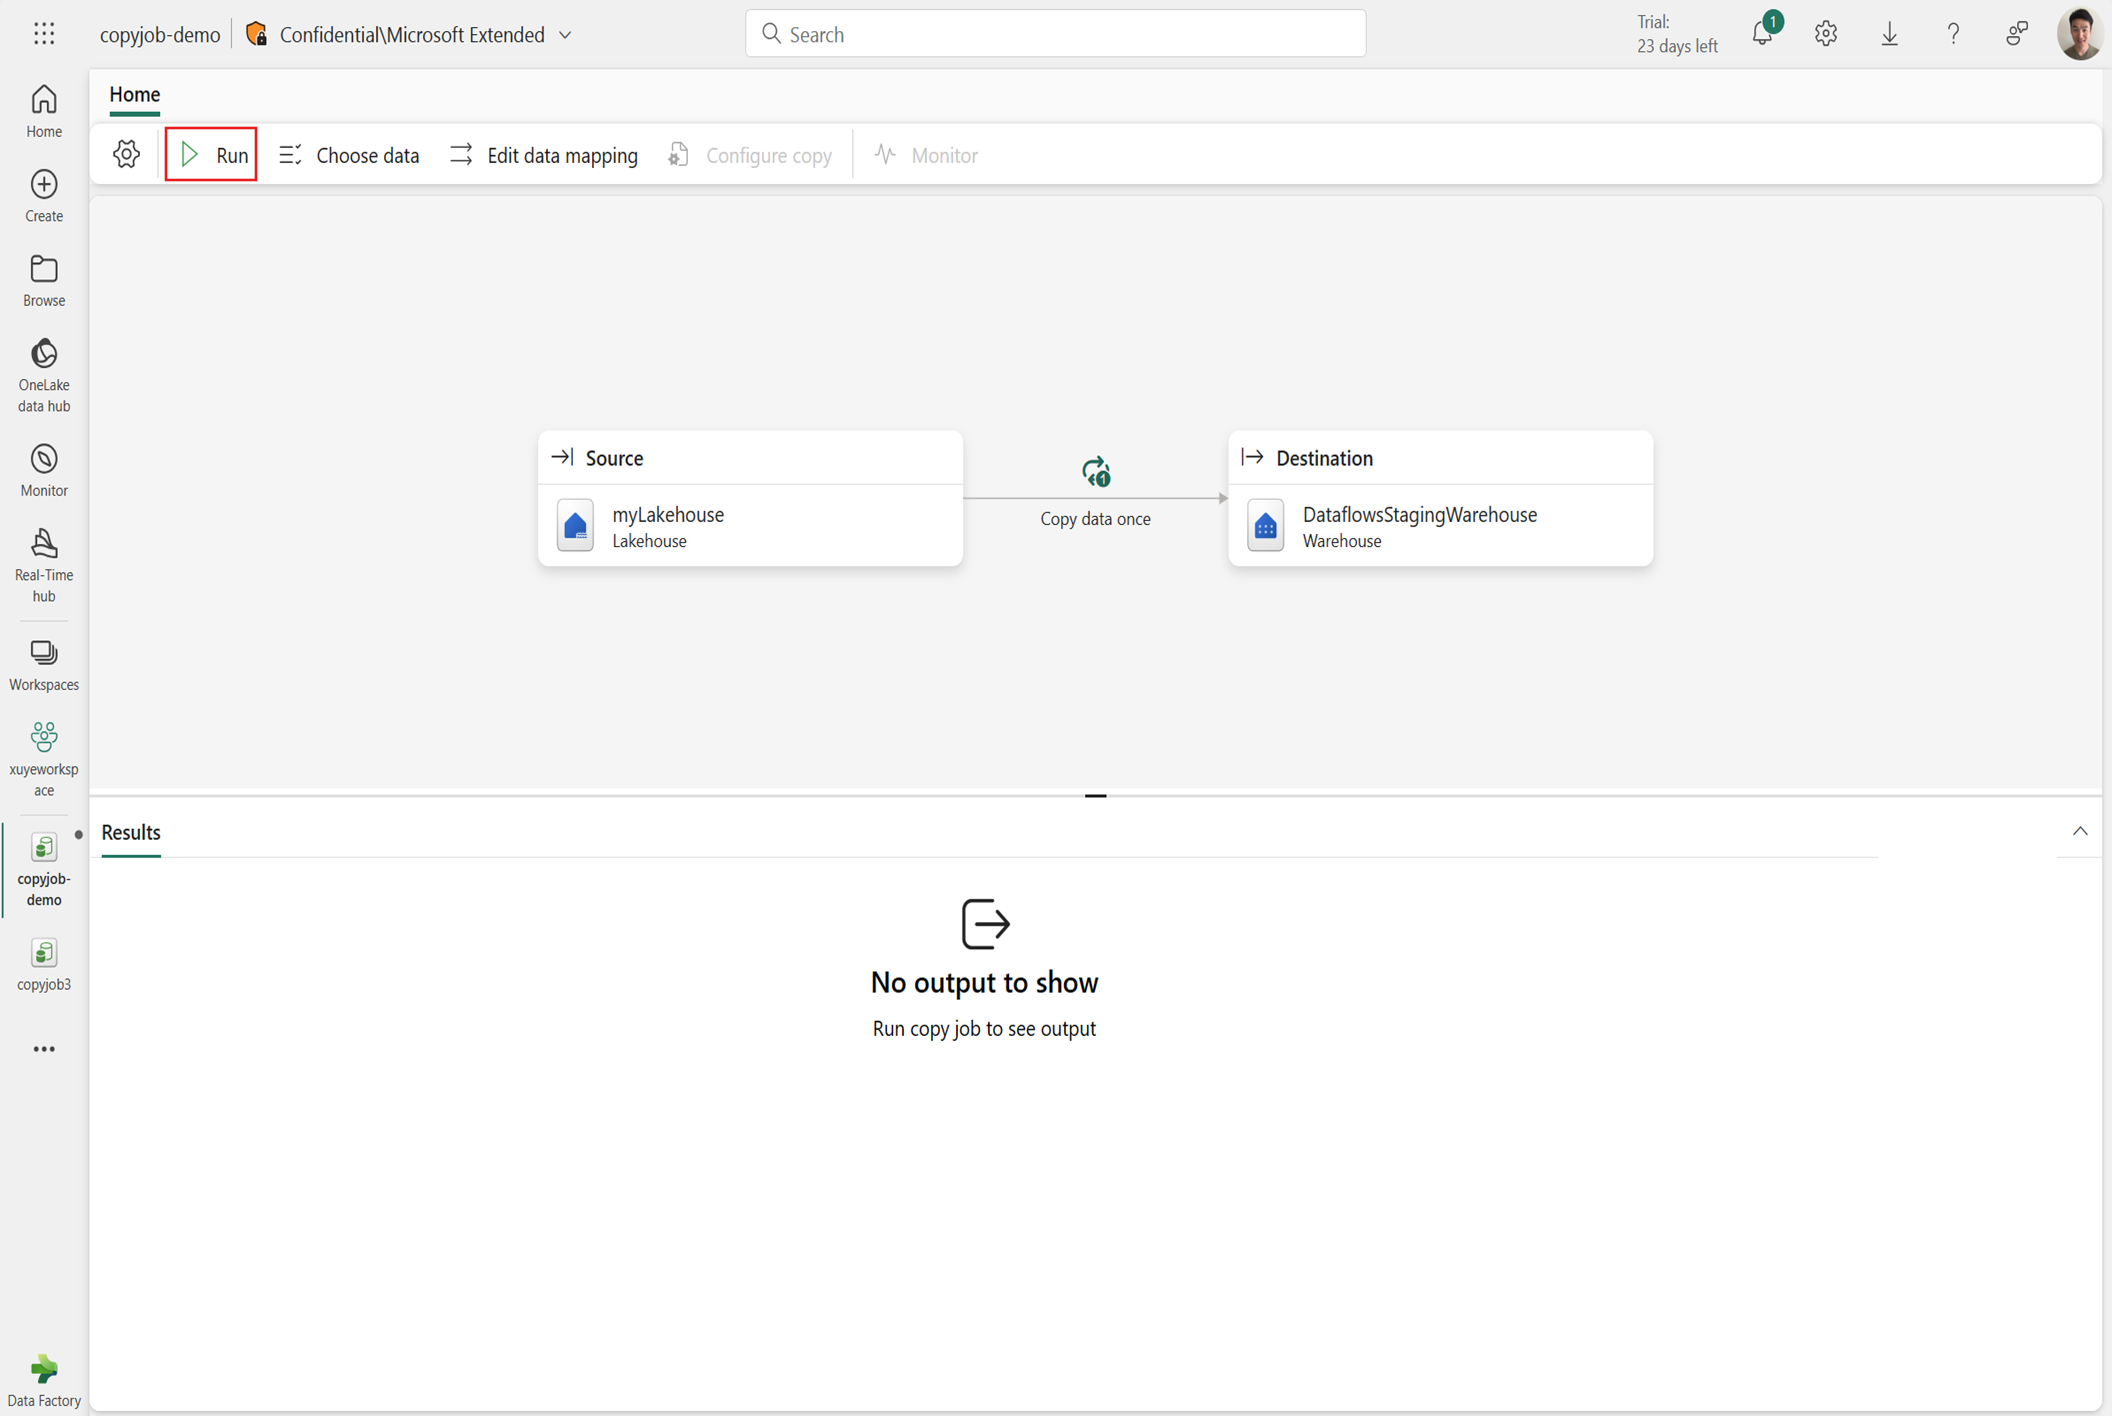 copyjob-demo
Confidential\Microsoft Extended
Search
Trial:
23 days left
1
Home
Run
Choose data
Edit data mapping
Configure copy
Monitor
Home
Create
Browse
OneLake
data hub
Monitor
Real-Time
hub
Workspaces
xuyeworksp
ace
copyjob-
demo
copyjob3
Data Factory
Source
myLakehouse
Lakehouse
1
Copy data once
Destination
DataflowsStagingWarehouse
Warehouse
Results
No output to show
Run copy job to see output